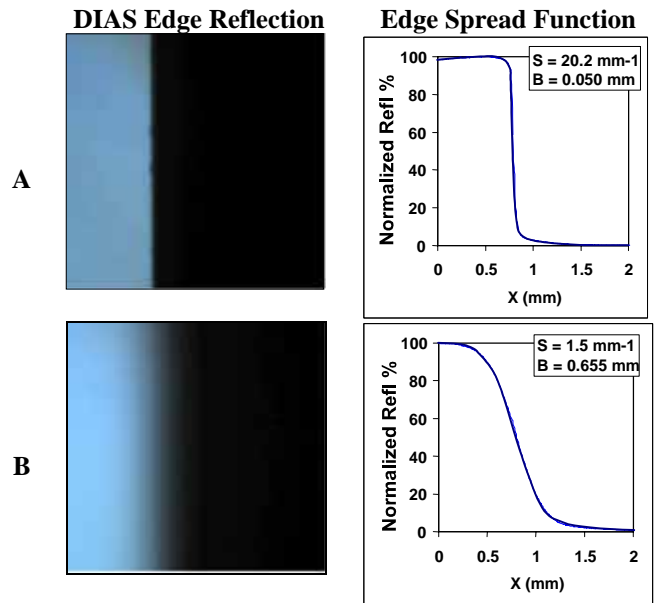 DIAS Edge Reflection
Edge Spread Function
A
S = 20.2 mm-1
B = 0.050 mm
Normalized Refl %
100
80
60
40
20
0
0
0.5
1
1.5
2
X (mm)
B
S = 1.5 mm-1
B = 0.655 mm
Normalized Refl %
100
80
60
40
20
0
0
0.5
1
1.5
2
X (mm)